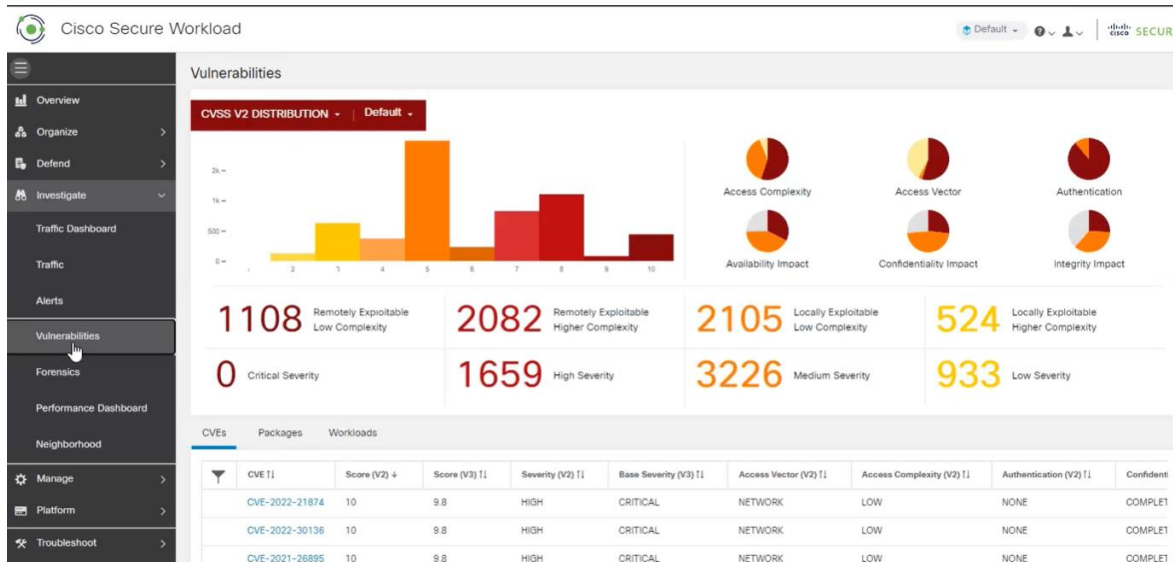 Cisco Secure Workload
Default
cisco SECUR
Overview
Organize
Defend
Investigate
Traffic Dashboard
Traffic
Alerts
Vulnerabilities
Forensics
Performance Dashboard
Neighborhood
Manage
Platform
Troubleshoot
Vulnerabilities
CVSS V2 DISTRIBUTION Default
2k
1k
500
0
1 2 3 4 5 6 7 8 9 10
Access Complexity Access Vector Authentication
Availability Impact Confidentiality Impact Integrity Impact
1108 Remotely Exploitable Low Complexity
2082 Remotely Exploitable Higher Complexity
2105 Locally Exploitable Low Complexity
524 Locally Exploitable Higher Complexity
0 Critical Severity
1659 High Severity
3226 Medium Severity
933 Low Severity
CVEs Packages Workloads
CVE Score (V2) Score (V3) Severity (V2) Base Severity (V3) Access Vector (V2) Access Complexity (V2) Authentication (V2) Confidenti
CVE-2022-21874 10 9.8 HIGH CRITICAL NETWORK LOW NONE COMPLET
CVE-2022-30136 10 9.8 HIGH CRITICAL NETWORK LOW NONE COMPLET
CVE-2021-26895 10 9.8 HIGH CRITICAL NETWORK LOW NONE COMPLET